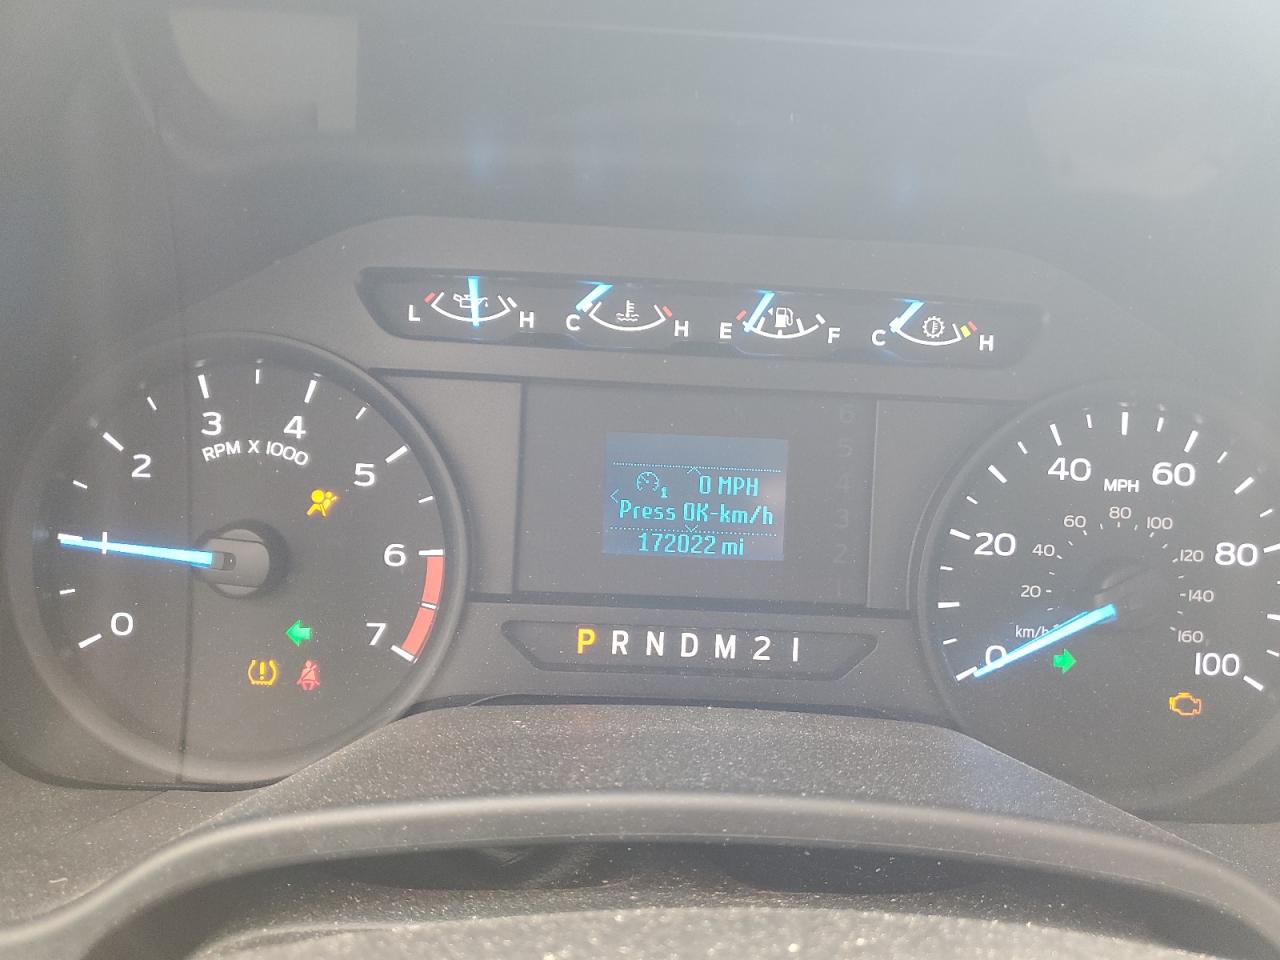 L H C H E F C H
0 2 3 4 5 6 7
RPM X 1000
1 0 MPH
Press OK-km/h
172022 mi
P R N D M 2 1
0 20 40 60 80 100
MPH
20 40 60 80 100 120 140 160
km/h